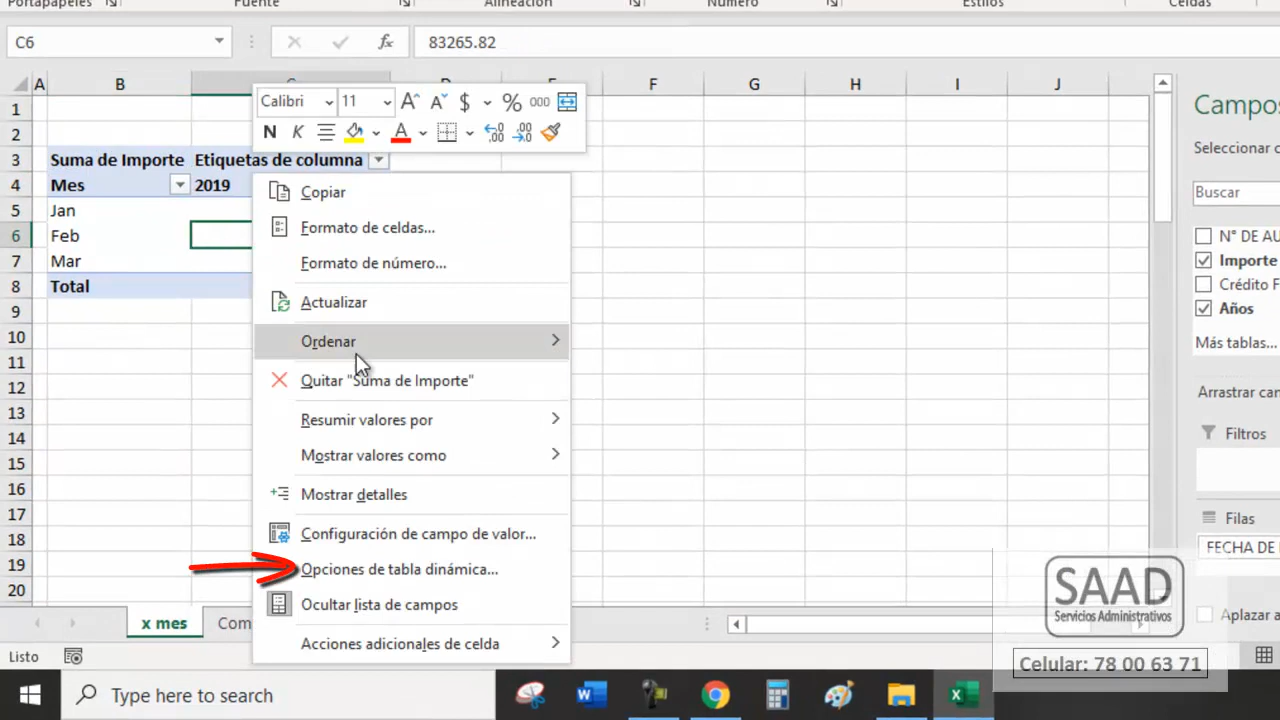 Portapapeles
Fuente
Alineación
Número
Estilos
Celdas
C6
fx
83265.82
A B C D E F G H I J
Calibri 11 $ % 000
N K A ,00
Campos
Seleccionar c
Buscar
1
2
3 Suma de Importe Etiquetas de columna
4 Mes 2019
5 Jan
6 Feb
7 Mar
8 Total
9
10
11
12
13
14
15
16
17
18
19
20
Copiar
Formato de celdas...
Formato de número...
Actualizar
Ordenar
Quitar "Suma de Importe"
Resumir valores por
Mostrar valores como
Mostrar detalles
Configuración de campo de valor...
Opciones de tabla dinámica...
Ocultar lista de campos
Acciones adicionales de celda
N° DE AU
Importe
Crédito F
Años
Más tablas...
Arrastrar camp
Filtros
Filas
FECHA DE
Aplazar a
SAAD
Servicios Administrativos
Celular: 78 00 63 71
x mes
Com
Listo
Type here to search